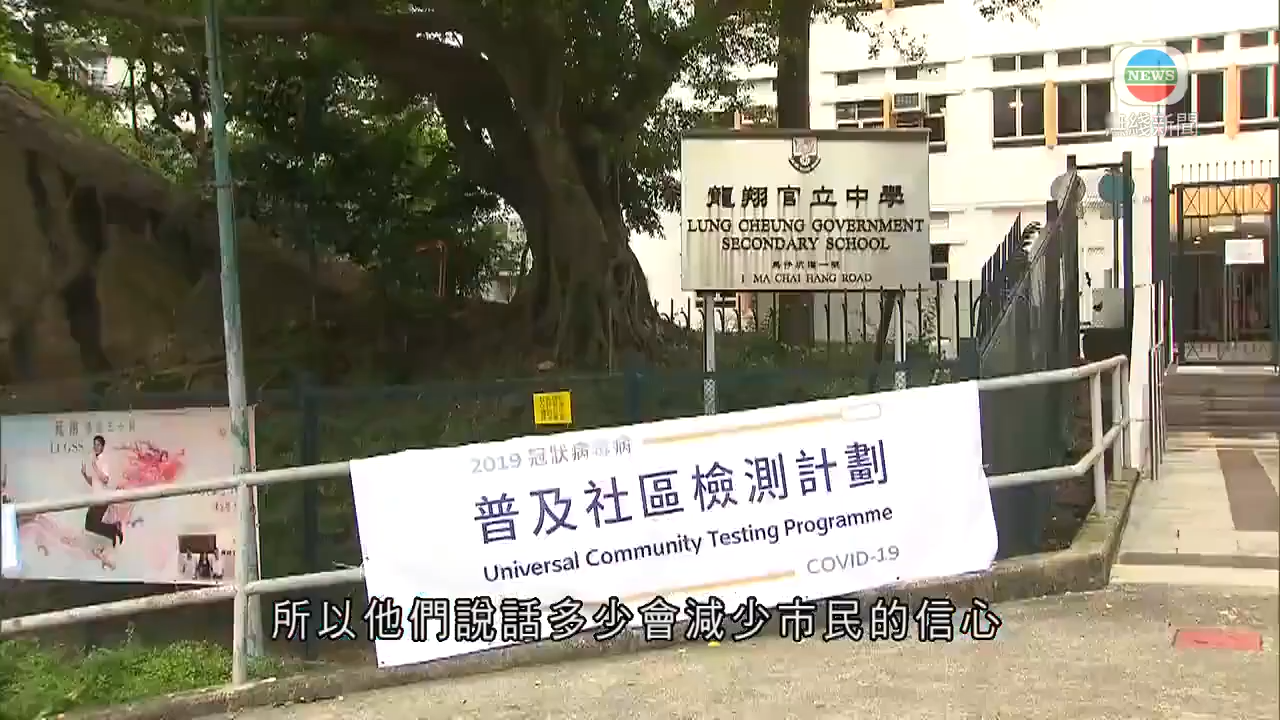 NEWS
無綫新聞
龍翔官立中學
LUNG CHEUNG GOVERNMENT
SECONDARY SCHOOL
馬仔坑道一號
1 MA CHAI HANG ROAD
LCGSS
2019 冠狀病毒病
普及社區檢測計劃
Universal Community Testing Programme
COVID-19
所以他們說話多少會減少市民的信心